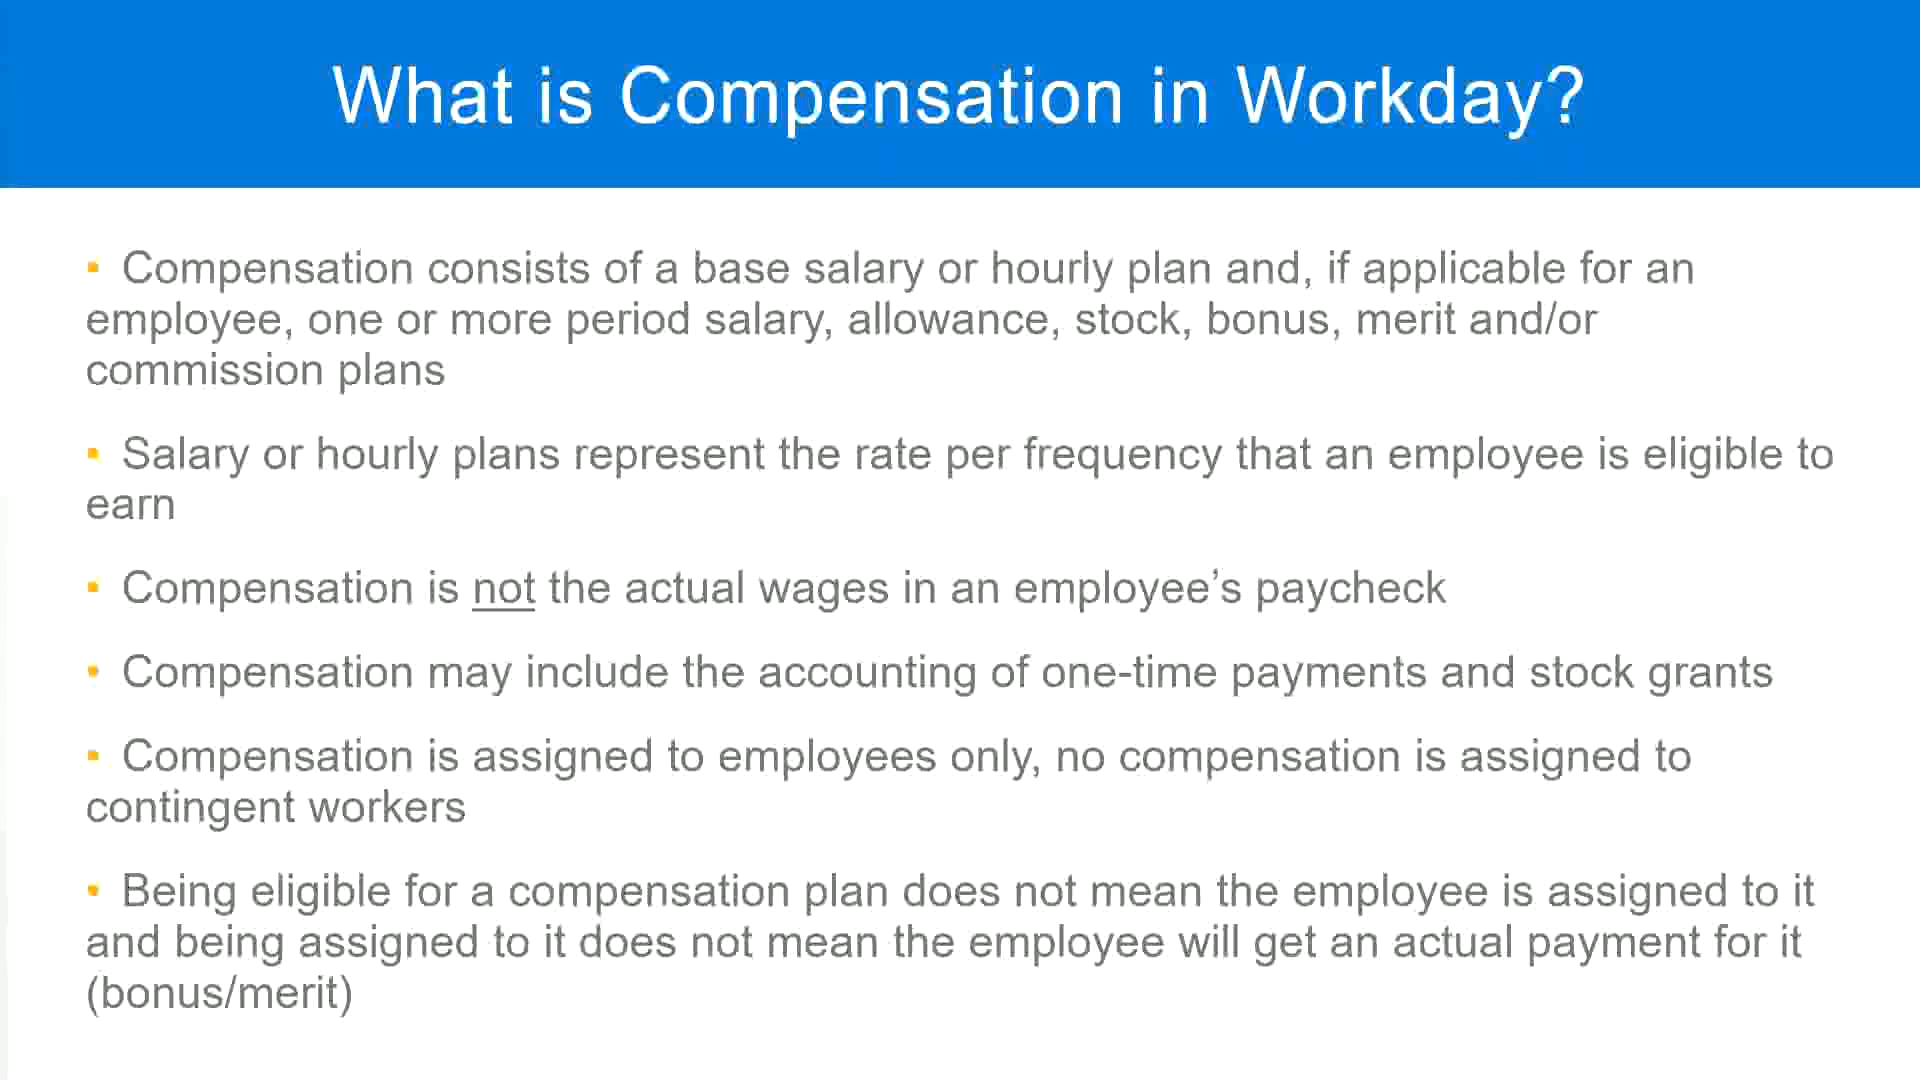 What is Compensation in Workday?
▪ Compensation consists of a base salary or hourly plan and, if applicable for an
employee, one or more period salary, allowance, stock, bonus, merit and/or
commission plans
▪ Salary or hourly plans represent the rate per frequency that an employee is eligible to
earn
▪ Compensation is not the actual wages in an employee’s paycheck
▪ Compensation may include the accounting of one-time payments and stock grants
▪ Compensation is assigned to employees only, no compensation is assigned to
contingent workers
▪ Being eligible for a compensation plan does not mean the employee is assigned to it
and being assigned to it does not mean the employee will get an actual payment for it
(bonus/merit)